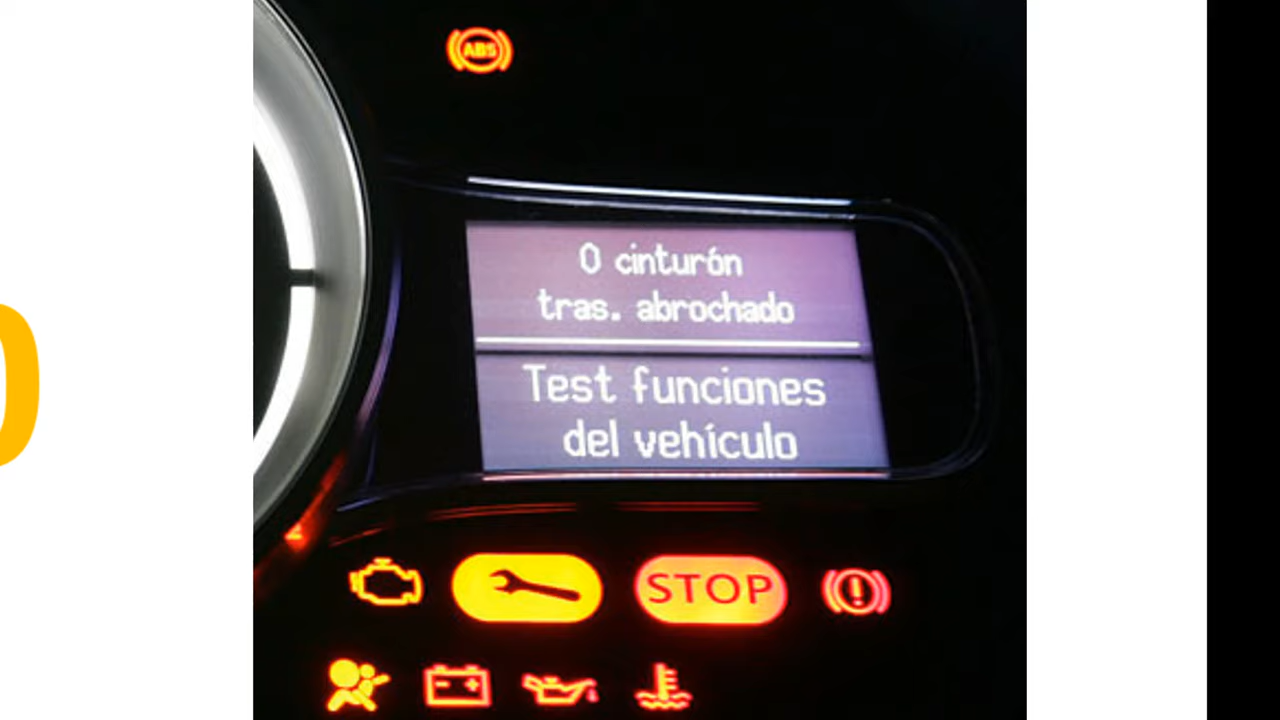 ABS
0 cinturón
tras. abrochado
Test funciones
del vehículo
STOP